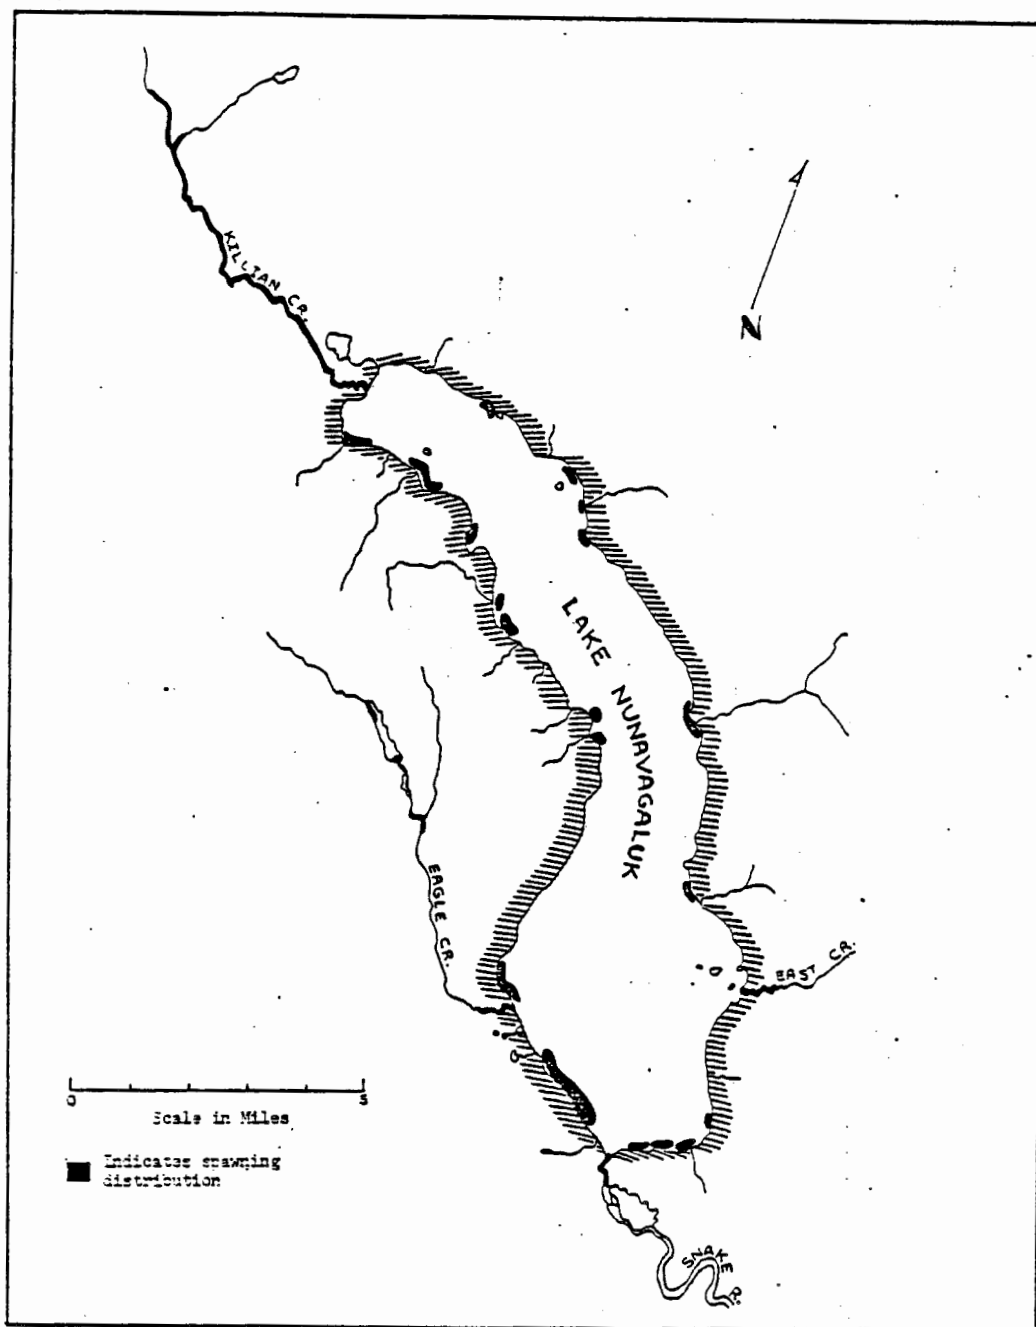 KILLIAN CR.
N
LAKE NUNAVAGALUK
EAGLE CR.
EAST CR.
0 5
Scale in Miles
Indicates spawning
distribution
SNAKE R.